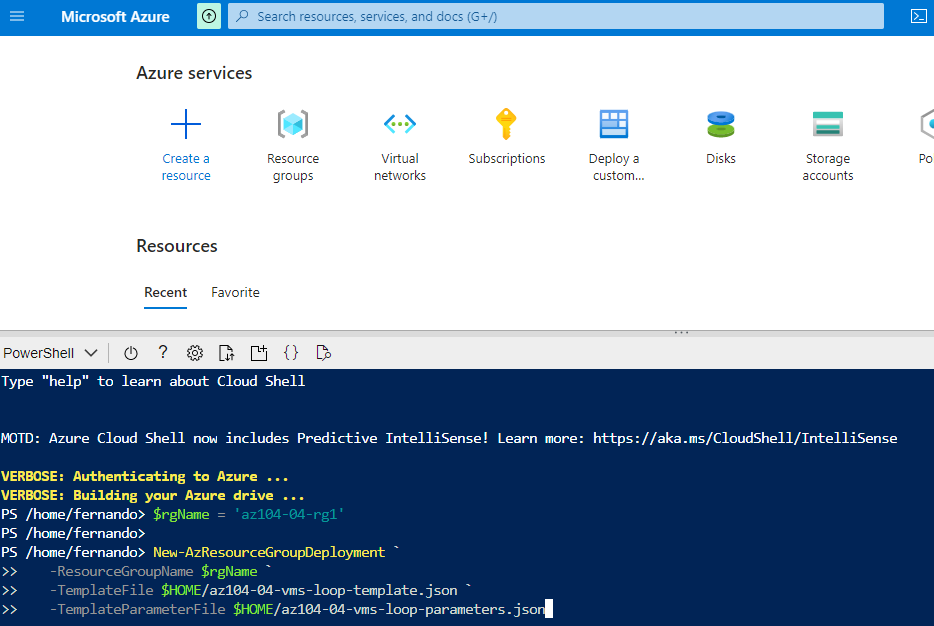 Microsoft Azure
Search resources, services, and docs (G+/)
Azure services
Create a resource
Resource groups
Virtual networks
Subscriptions
Deploy a custom...
Disks
Storage accounts
Po
Resources
Recent
Favorite
PowerShell
Type "help" to learn about Cloud Shell
MOTD: Azure Cloud Shell now includes Predictive IntelliSense! Learn more: https://aka.ms/CloudShell/IntelliSense
VERBOSE: Authenticating to Azure ...
VERBOSE: Building your Azure drive ...
PS /home/fernando> $rgName = 'az104-04-rg1'
PS /home/fernando>
PS /home/fernando> New-AzResourceGroupDeployment `
>>    -ResourceGroupName $rgName `
>>    -TemplateFile $HOME/az104-04-vms-loop-template.json `
>>    -TemplateParameterFile $HOME/az104-04-vms-loop-parameters.json